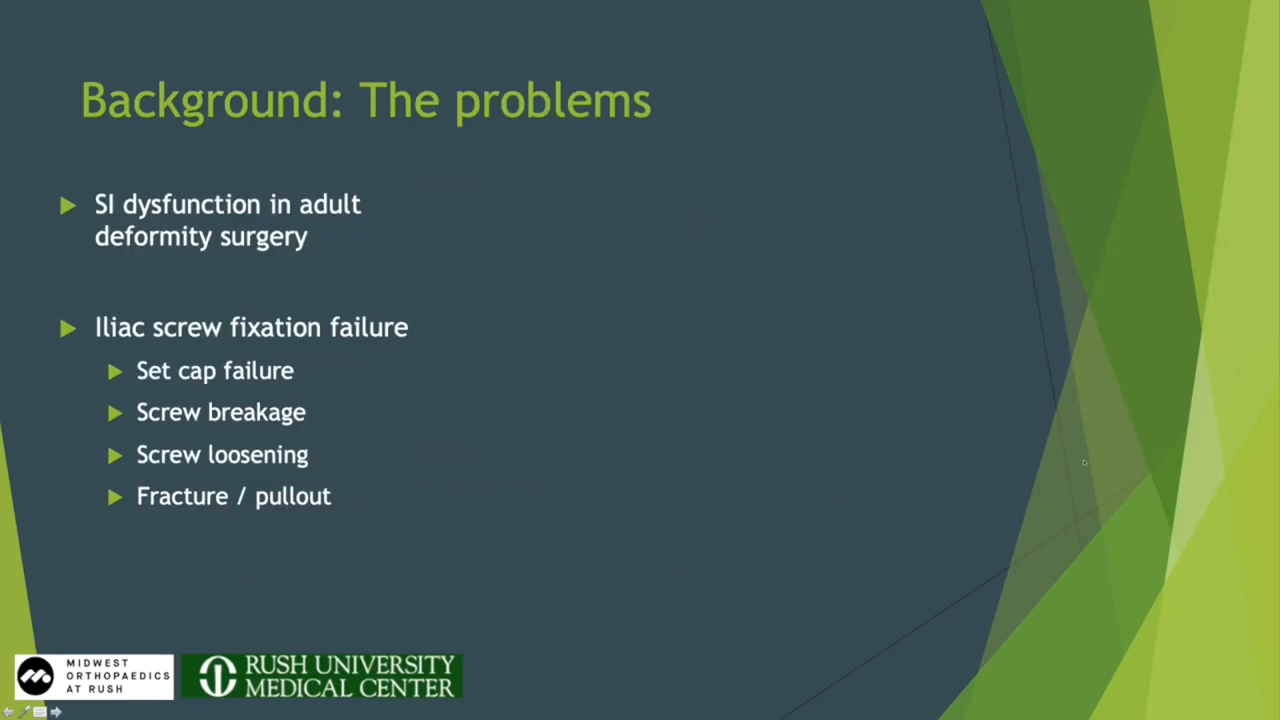 Background: The problems
SI dysfunction in adult
deformity surgery
Iliac screw fixation failure
Set cap failure
Screw breakage
Screw loosening
Fracture / pullout
MIDWEST
ORTHOPAEDICS
AT RUSH
RUSH UNIVERSITY
MEDICAL CENTER